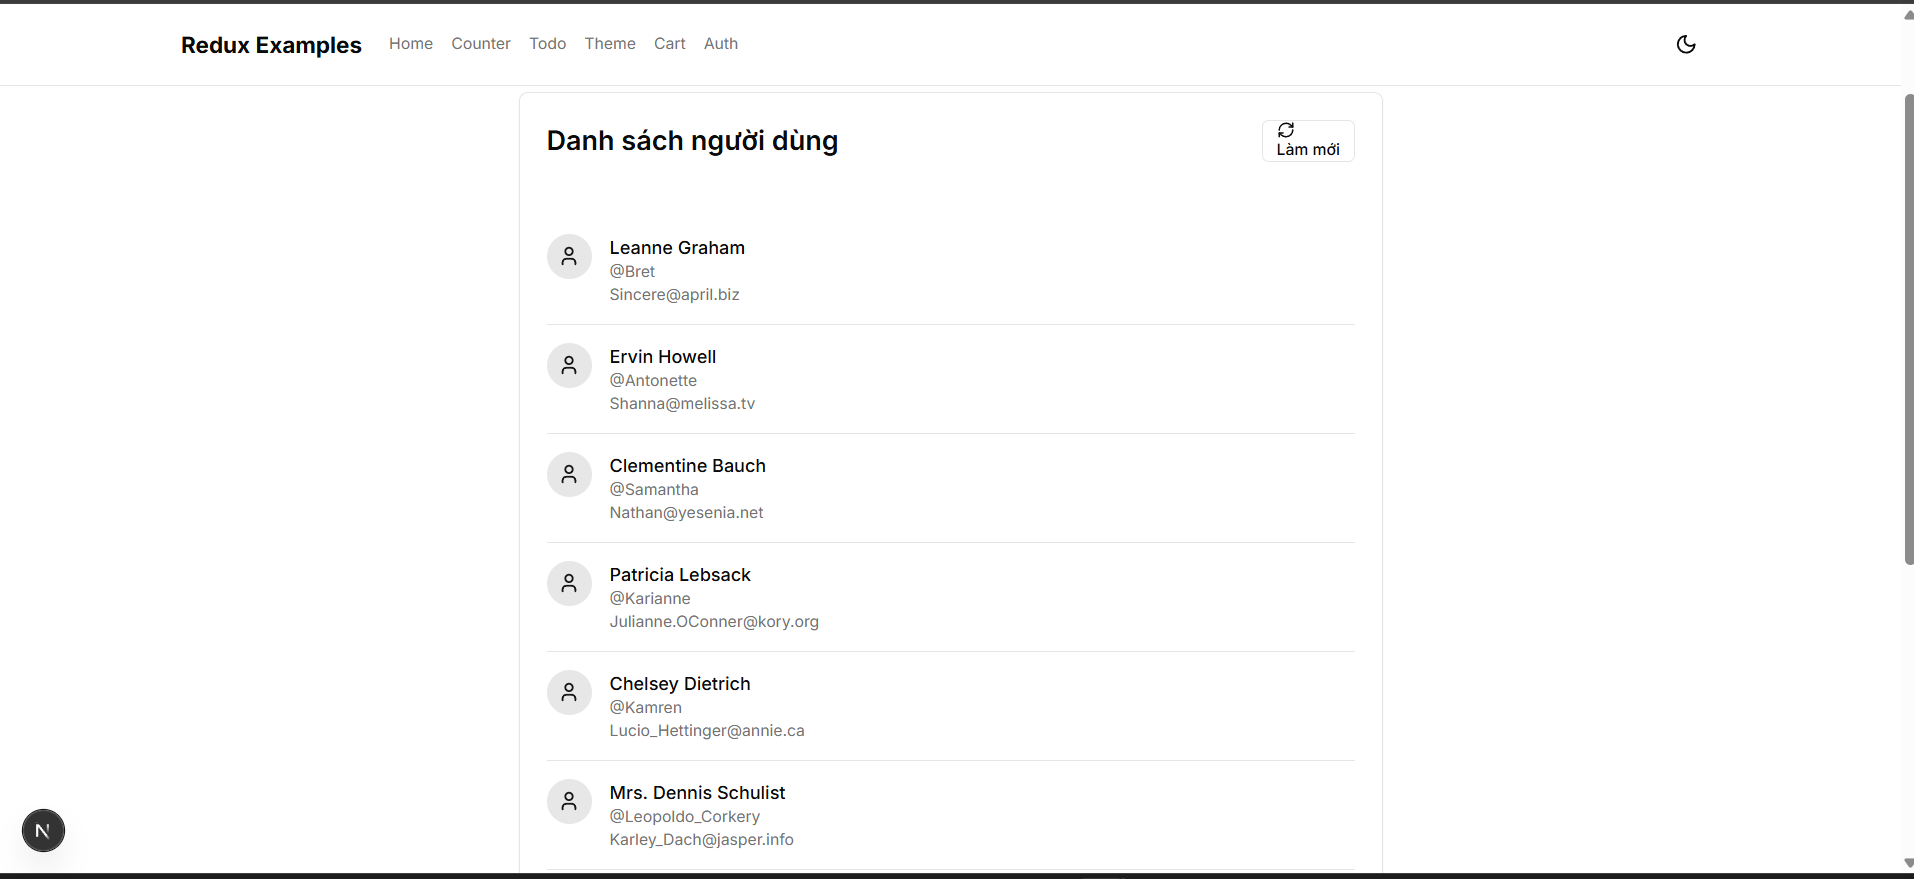 Redux Examples Home Counter Todo Theme Cart Auth
Danh sách người dùng
Làm mới
Leanne Graham
@Bret
Sincere@april.biz
Ervin Howell
@Antonette
Shanna@melissa.tv
Clementine Bauch
@Samantha
Nathan@yesenia.net
Patricia Lebsack
@Karianne
Julianne.OConner@kory.org
Chelsey Dietrich
@Kamren
Lucio_Hettinger@annie.ca
Mrs. Dennis Schulist
@Leopoldo_Corkery
Karley_Dach@jasper.info
N